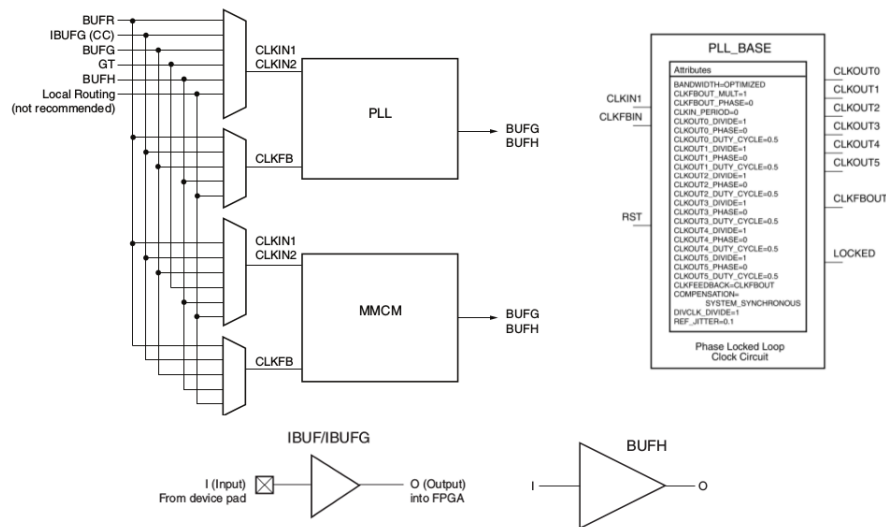 BUFR
IBUFG (CC)
BUFG
GT
BUFH
Local Routing
(not recommended)
CLKIN1
CLKIN2
PLL
BUFG
BUFH
CLKFB
CLKIN1
CLKIN2
MMCM
BUFG
BUFH
CLKFB
PLL_BASE
Attributes
BANDWIDTH=OPTIMIZED
CLKFBOUT_MULT=1
CLKFBOUT_PHASE=0
CLKIN_PERIOD=0
CLKOUT0_DIVIDE=1
CLKOUT0_PHASE=0
CLKOUT0_DUTY_CYCLE=0.5
CLKOUT1_DIVIDE=1
CLKOUT1_PHASE=0
CLKOUT1_DUTY_CYCLE=0.5
CLKOUT2_DIVIDE=1
CLKOUT2_PHASE=0
CLKOUT2_DUTY_CYCLE=0.5
CLKOUT3_DIVIDE=1
CLKOUT3_PHASE=0
CLKOUT3_DUTY_CYCLE=0.5
CLKOUT4_DIVIDE=1
CLKOUT4_PHASE=0
CLKOUT4_DUTY_CYCLE=0.5
CLKOUT5_DIVIDE=1
CLKOUT5_PHASE=0
CLKOUT5_DUTY_CYCLE=0.5
CLKFEEDBACK=CLKFBOUT
COMPENSATION=
SYSTEM_SYNCHRONOUS
DIVCLK_DIVIDE=1
REF_JITTER=0.1
Phase Locked Loop
Clock Circuit
CLKIN1
CLKFBIN
RST
CLKOUT0
CLKOUT1
CLKOUT2
CLKOUT3
CLKOUT4
CLKOUT5
CLKFBOUT
LOCKED
IBUF/IBUFG
I (Input)
From device pad
O (Output)
into FPGA
BUFH
I
O